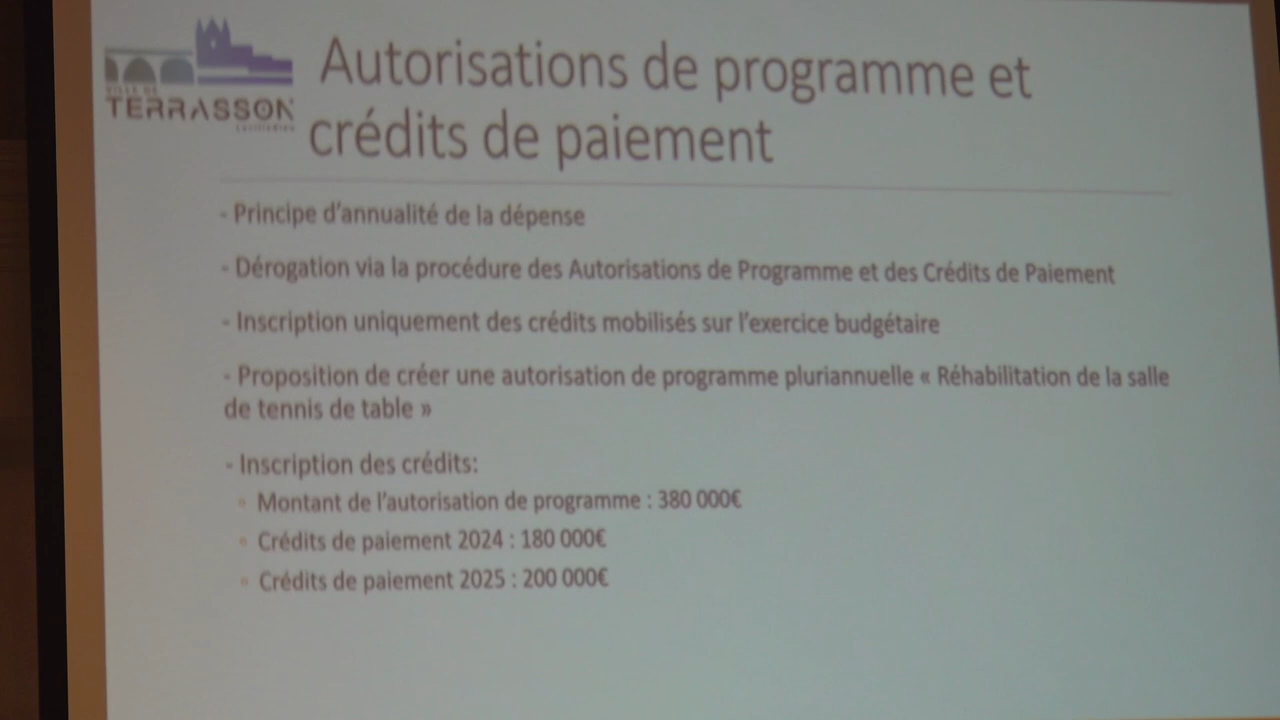 VILLE DE
TERRASSON
Autorisations de programme et
crédits de paiement
- Principe d'annualité de la dépense
- Dérogation via la procédure des Autorisations de Programme et des Crédits de Paiement
- Inscription uniquement des crédits mobilisés sur l'exercice budgétaire
- Proposition de créer une autorisation de programme pluriannuelle « Réhabilitation de la salle
de tennis de table »
- Inscription des crédits:
Montant de l'autorisation de programme : 380 000€
Crédits de paiement 2024 : 180 000€
Crédits de paiement 2025 : 200 000€